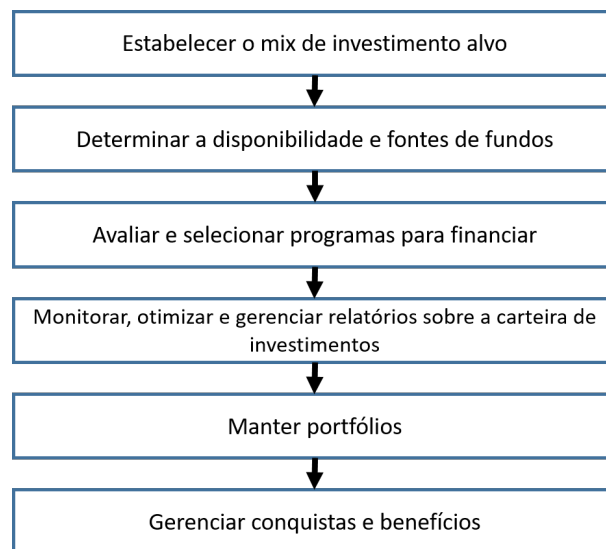 Estabelecer o mix de investimento alvo
Determinar a disponibilidade e fontes de fundos
Avaliar e selecionar programas para financiar
Monitorar, otimizar e gerenciar relatórios sobre a carteira de
investimentos
Manter portfólios
Gerenciar conquistas e benefícios